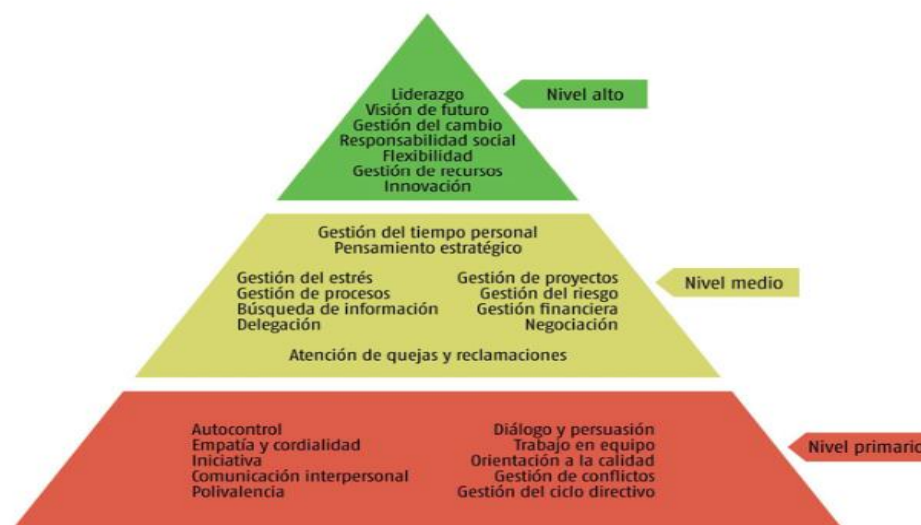 Liderazgo
Visión de futuro
Gestión del cambio
Responsabilidad social
Flexibilidad
Gestión de recursos
Innovación
Nivel alto
Gestión del tiempo personal
Pensamiento estratégico
Gestión del estrés
Gestión de procesos
Búsqueda de información
Delegación
Gestión de proyectos
Gestión del riesgo
Gestión financiera
Negociación
Atención de quejas y reclamaciones
Nivel medio
Autocontrol
Empatía y cordialidad
Iniciativa
Comunicación interpersonal
Polivalencia
Diálogo y persuasión
Trabajo en equipo
Orientación a la calidad
Gestión de conflictos
Gestión del ciclo directivo
Nivel primario